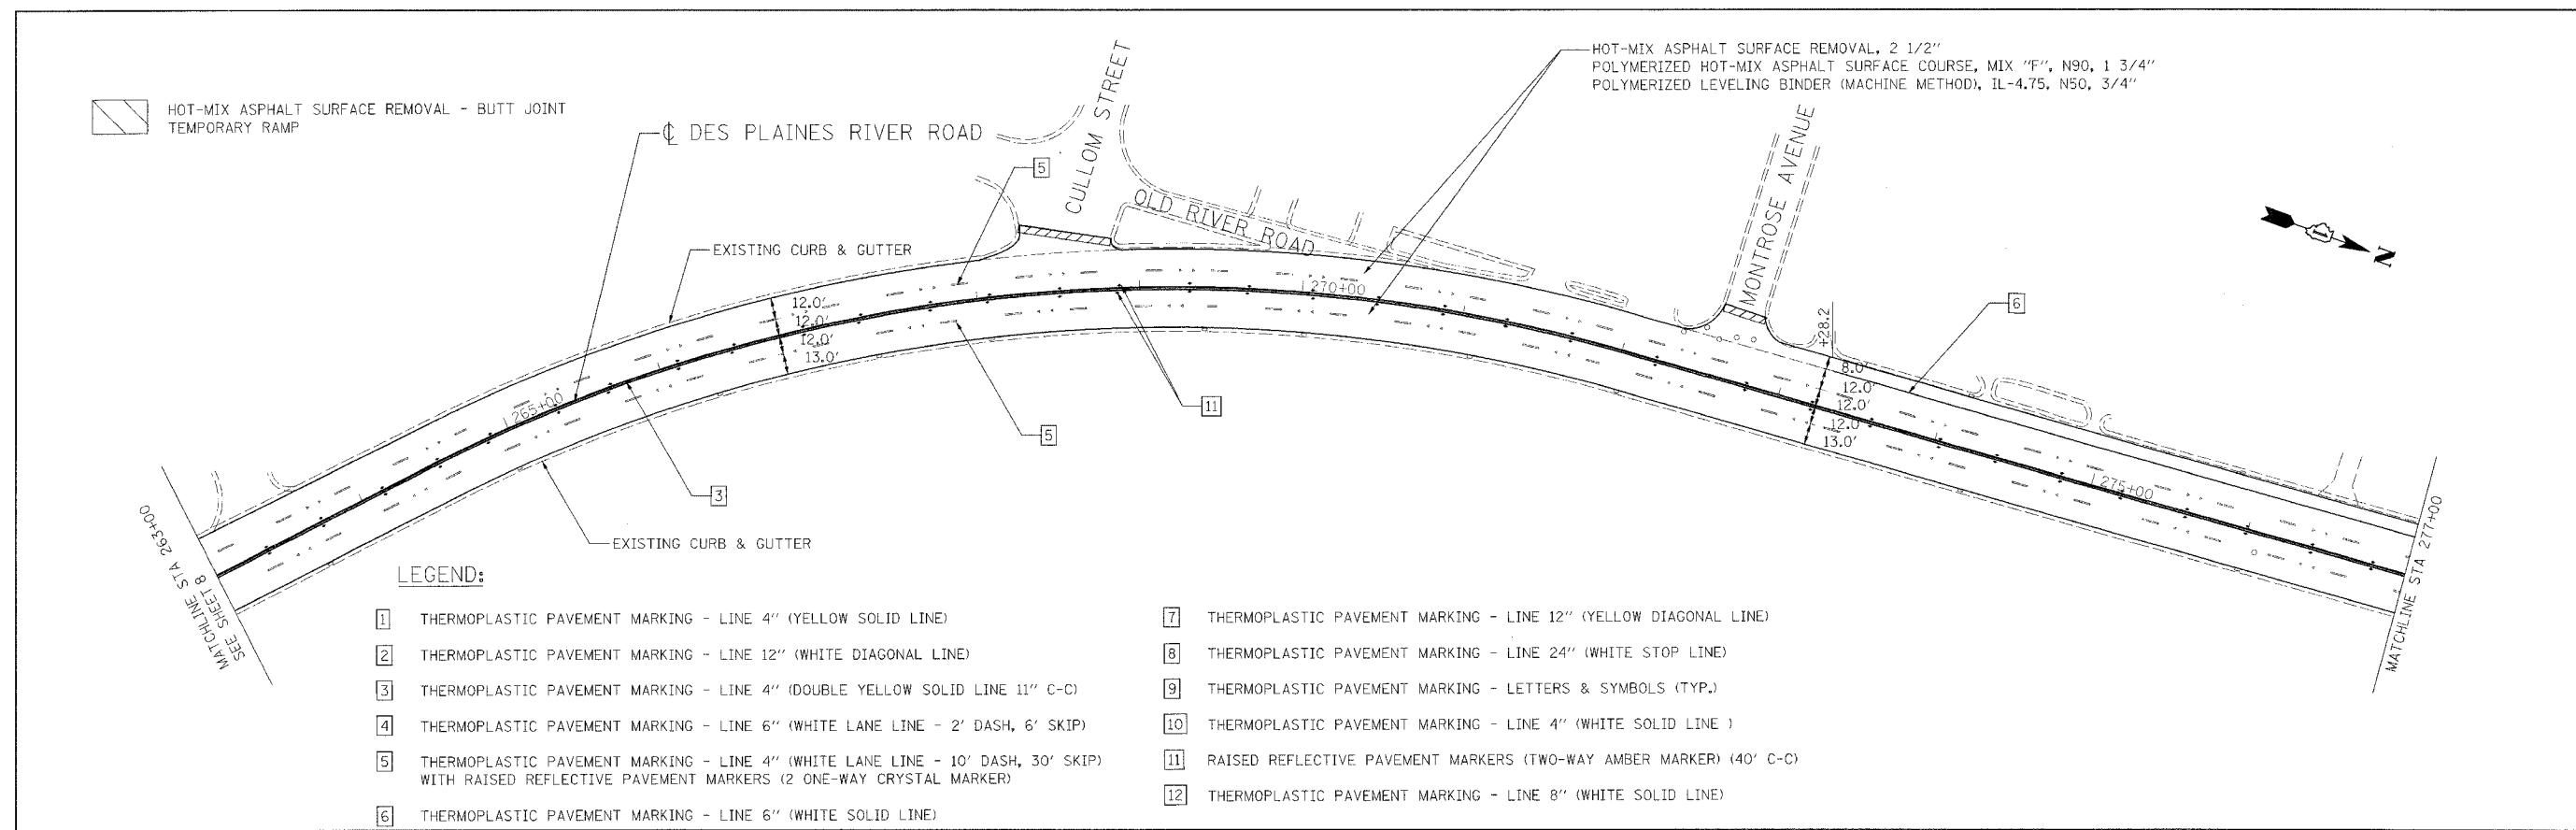 HOT-MIX ASPHALT SURFACE REMOVAL, 2 1/2"
POLYMERIZED HOT-MIX ASPHALT SURFACE COURSE, MIX "F", N90, 1 3/4"
POLYMERIZED LEVELING BINDER (MACHINE METHOD), IL-4.75, N50, 3/4"
HOT-MIX ASPHALT SURFACE REMOVAL - BUTT JOINT
TEMPORARY RAMP
℄ DES PLAINES RIVER ROAD
CULLOM STREET
5
OLD RIVER ROAD
MONTROSE AVENUE
N
EXISTING CURB & GUTTER
12.0'
12.0'
12.0'
13.0'
270+00
6
+28.2
8.0'
12.0'
12.0'
12.0'
13.0'
265+00
11
5
3
275+00
EXISTING CURB & GUTTER
MATCHLINE STA 263+00
SEE SHEET 8
MATCHLINE STA 277+00
LEGEND:
1 THERMOPLASTIC PAVEMENT MARKING - LINE 4" (YELLOW SOLID LINE)
2 THERMOPLASTIC PAVEMENT MARKING - LINE 12" (WHITE DIAGONAL LINE)
3 THERMOPLASTIC PAVEMENT MARKING - LINE 4" (DOUBLE YELLOW SOLID LINE 11" C-C)
4 THERMOPLASTIC PAVEMENT MARKING - LINE 6" (WHITE LANE LINE - 2' DASH, 6' SKIP)
5 THERMOPLASTIC PAVEMENT MARKING - LINE 4" (WHITE LANE LINE - 10' DASH, 30' SKIP)
WITH RAISED REFLECTIVE PAVEMENT MARKERS (2 ONE-WAY CRYSTAL MARKER)
6 THERMOPLASTIC PAVEMENT MARKING - LINE 6" (WHITE SOLID LINE)
7 THERMOPLASTIC PAVEMENT MARKING - LINE 12" (YELLOW DIAGONAL LINE)
8 THERMOPLASTIC PAVEMENT MARKING - LINE 24" (WHITE STOP LINE)
9 THERMOPLASTIC PAVEMENT MARKING - LETTERS & SYMBOLS (TYP.)
10 THERMOPLASTIC PAVEMENT MARKING - LINE 4" (WHITE SOLID LINE )
11 RAISED REFLECTIVE PAVEMENT MARKERS (TWO-WAY AMBER MARKER) (40' C-C)
12 THERMOPLASTIC PAVEMENT MARKING - LINE 8" (WHITE SOLID LINE)